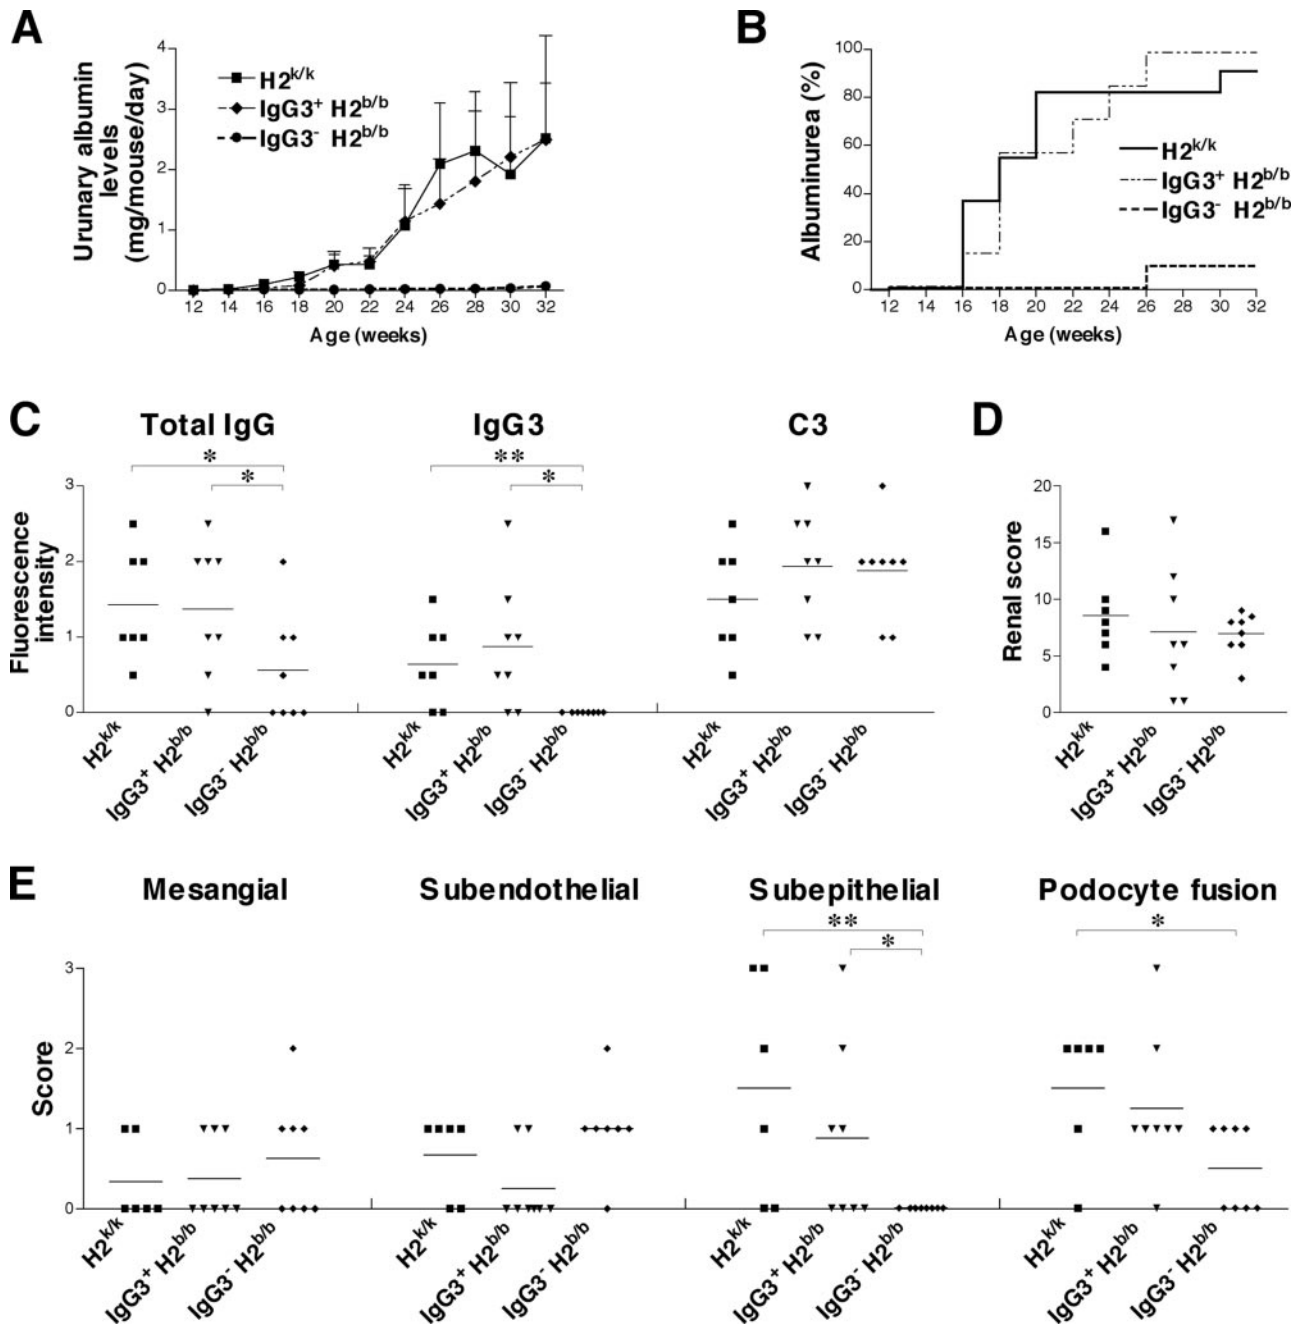 A
Urunary albumin
levels
(mg/mouse/day)
4
3
2
1
0
H2k/k
IgG3+ H2b/b
IgG3- H2b/b
12 14 16 18 20 22 24 26 28 30 32
Age (weeks)
B
Albuminurea (%)
100
80
60
40
20
0
H2k/k
IgG3+ H2b/b
IgG3- H2b/b
12 14 16 18 20 22 24 26 28 30 32
Age (weeks)
C
Total IgG IgG3 C3
* ** 
* *
Fluorescence
intensity
3
2
1
0
H2k/k IgG3+ H2b/b IgG3- H2b/b H2k/k IgG3+ H2b/b IgG3- H2b/b H2k/k IgG3+ H2b/b IgG3- H2b/b
D
Renal score
20
15
10
5
0
H2k/k IgG3+ H2b/b IgG3- H2b/b
E
Mesangial Subendothelial Subepithelial Podocyte fusion
** *
*
Score
3
2
1
0
H2k/k IgG3+ H2b/b IgG3- H2b/b H2k/k IgG3+ H2b/b IgG3- H2b/b H2k/k IgG3+ H2b/b IgG3- H2b/b H2k/k IgG3+ H2b/b IgG3- H2b/b